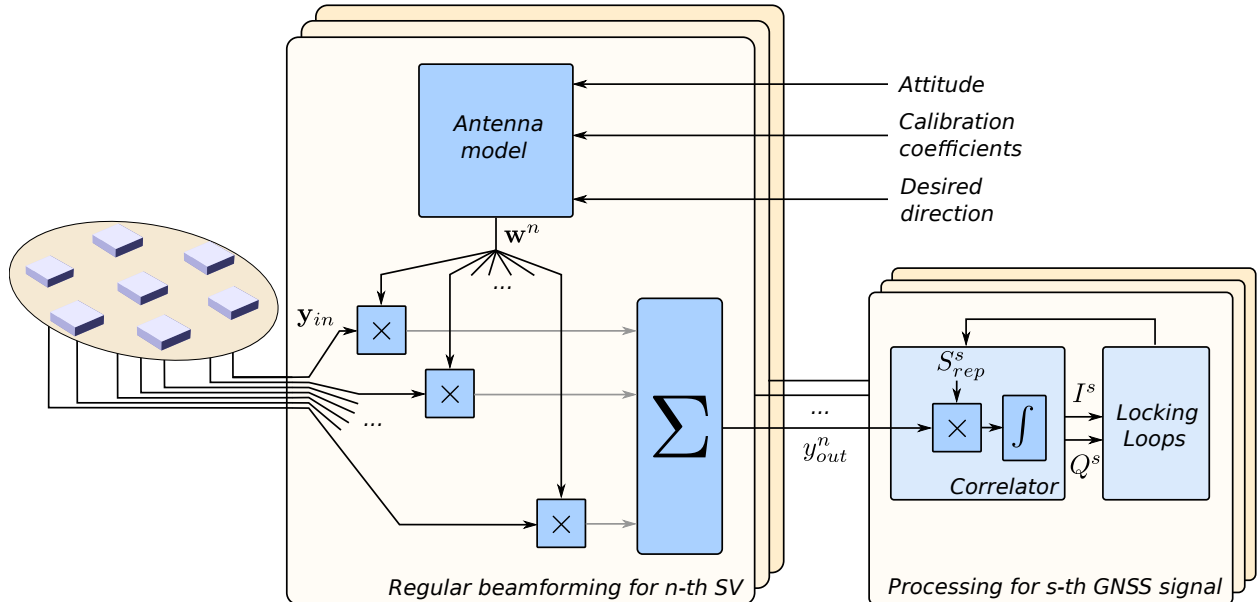 Antenna
model
Attitude
Calibration
coefficients
Desired
direction
w^n
...
y_in
×
×
...
×
∑
Regular beamforming for n-th SV
...
y^n_out
S^s_rep
×
∫
Correlator
I^s
Q^s
Locking
Loops
Processing for s-th GNSS signal